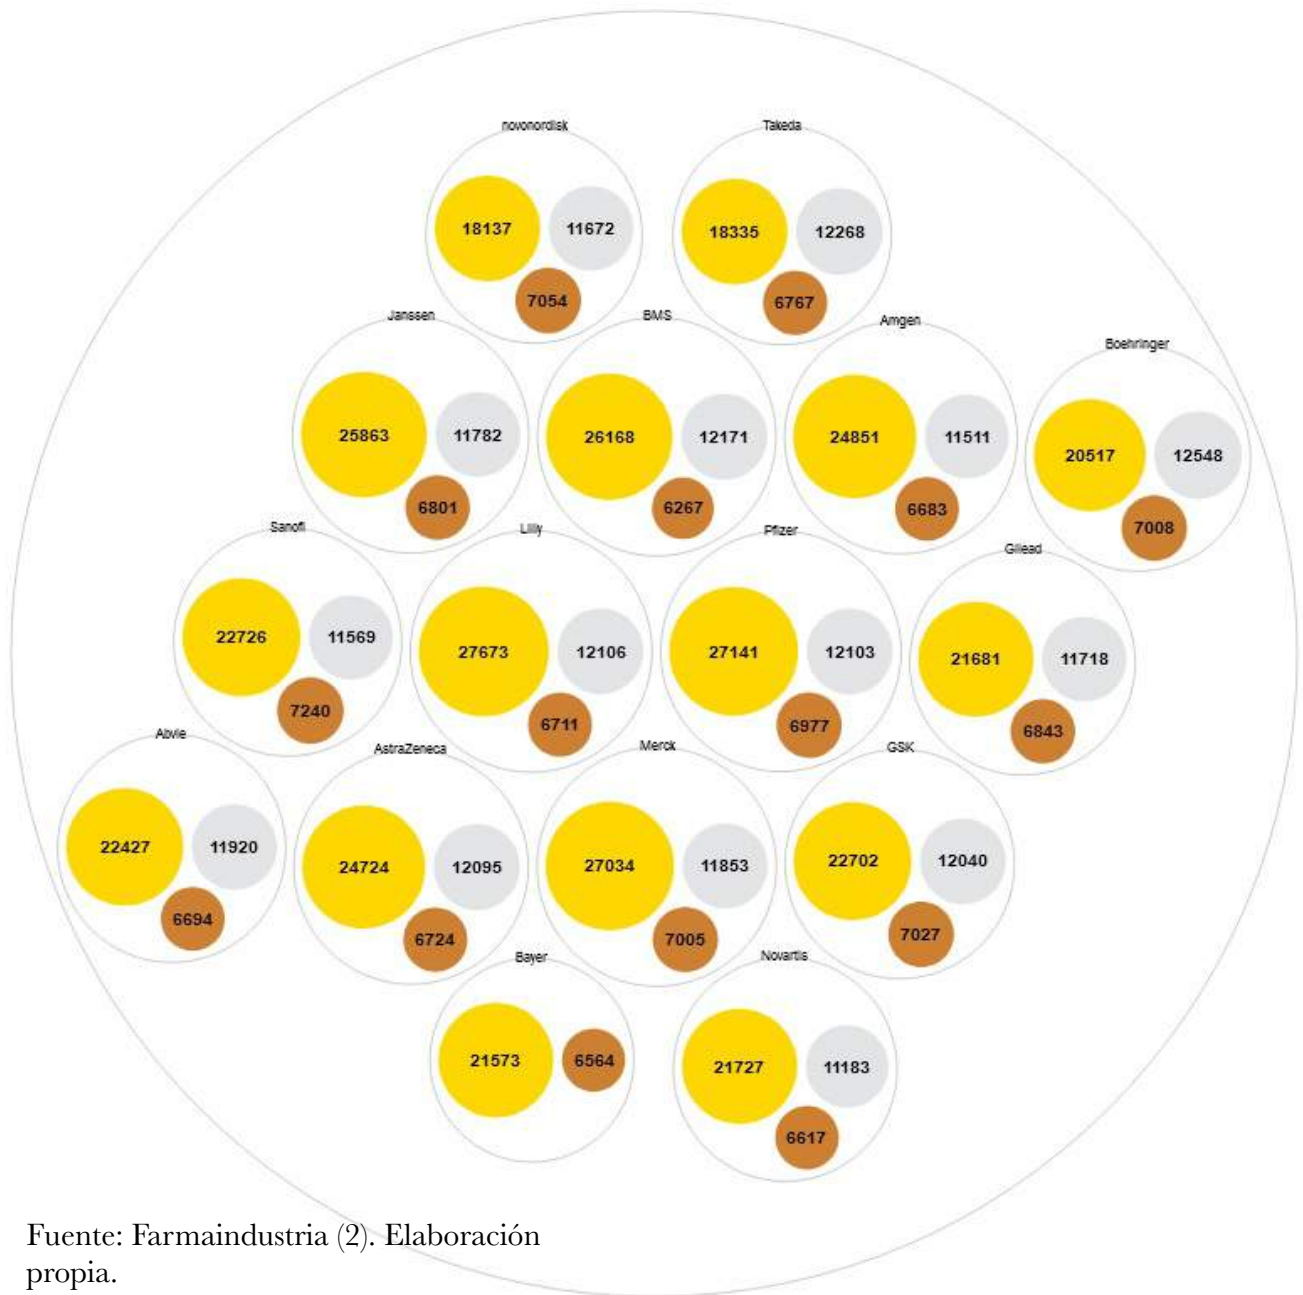 novonordisk
Takeda
18137 11672
18335 12268
7054
6767
Janssen
BMS
Amgen
Boehringer
25863 11782
26168 12171
24851 11511
20517 12548
6801
6267
6683
7008
Sanofi
Lilly
Pfizer
Gilead
22726 11569
27673 12106
27141 12103
21681 11718
7240
6711
6977
6843
Abvie
AstraZeneca
Merck
GSK
22427 11920
24724 12095
27034 11853
22702 12040
6694
6724
7005
7027
Bayer
Novartis
21573 6564
21727 11183
6617
Fuente: Farmaindustria (2). Elaboración
propia.